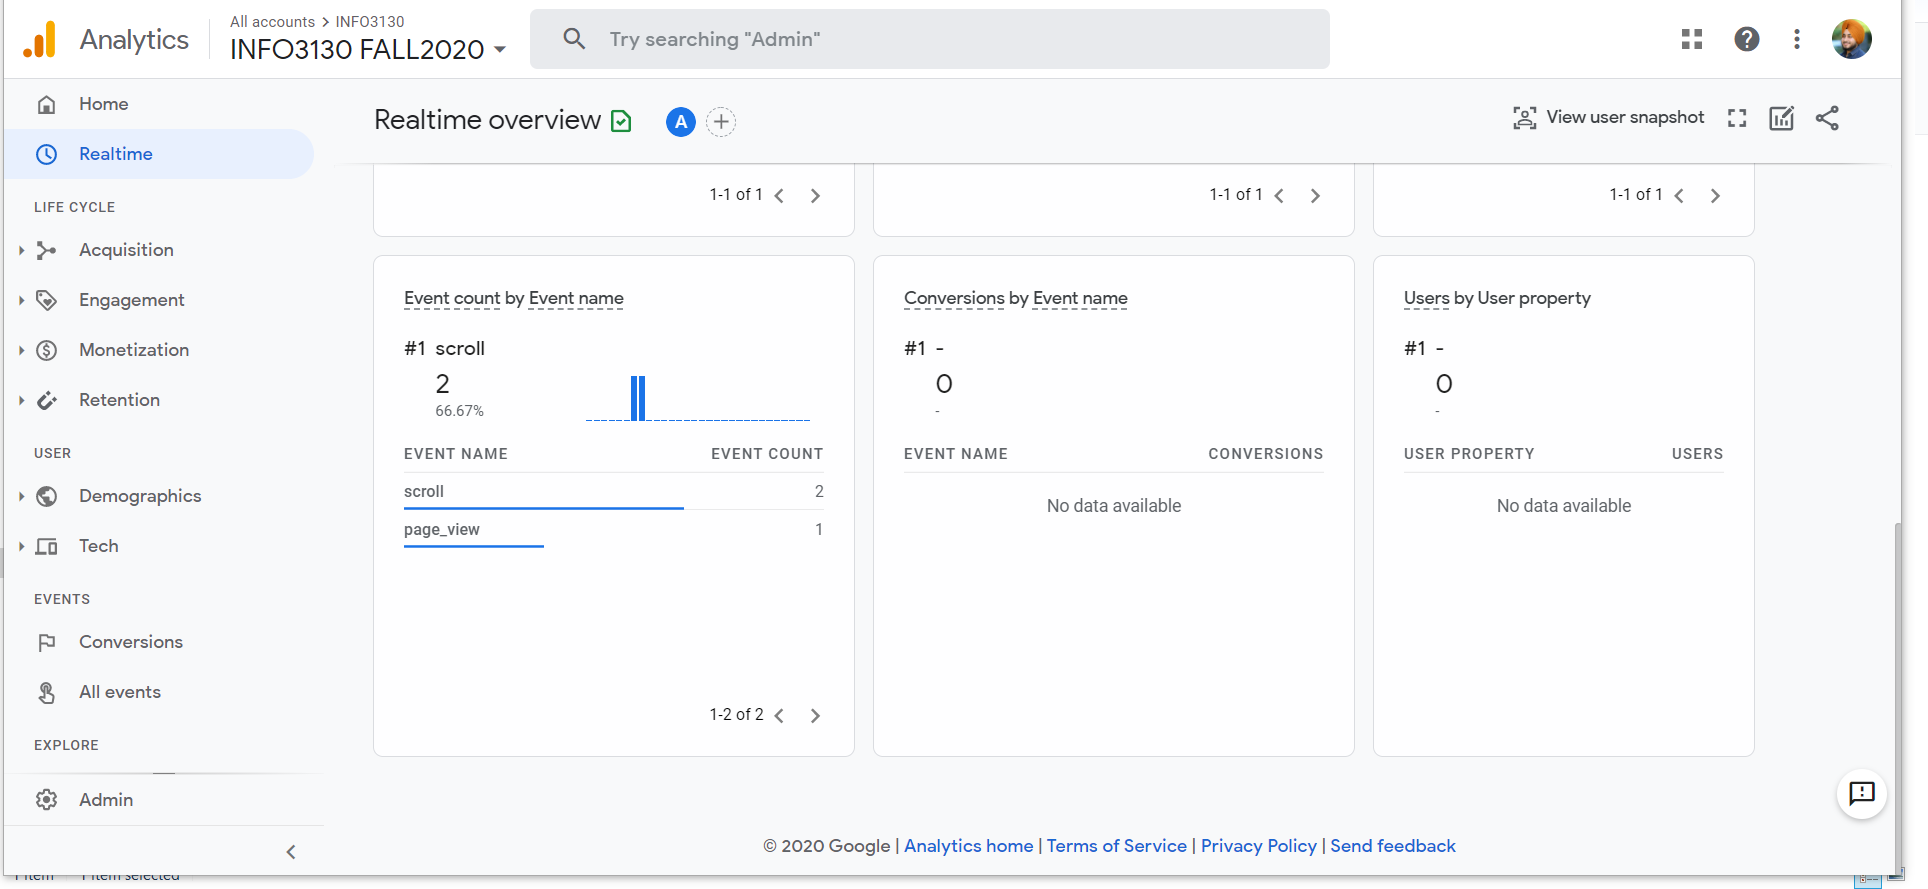 Analytics
All accounts > INFO3130
INFO3130 FALL2020
Try searching "Admin"
Home
Realtime
LIFE CYCLE
Acquisition
Engagement
Monetization
Retention
USER
Demographics
Tech
EVENTS
Conversions
All events
EXPLORE
Admin
Realtime overview
A
View user snapshot
1-1 of 1
1-1 of 1
1-1 of 1
Event count by Event name
#1 scroll
2
66.67%
EVENT NAME EVENT COUNT
scroll 2
page_view 1
1-2 of 2
Conversions by Event name
#1 -
0
-
EVENT NAME CONVERSIONS
No data available
Users by User property
#1 -
0
-
USER PROPERTY USERS
No data available
© 2020 Google | Analytics home | Terms of Service | Privacy Policy | Send feedback
1 item 1 item selected